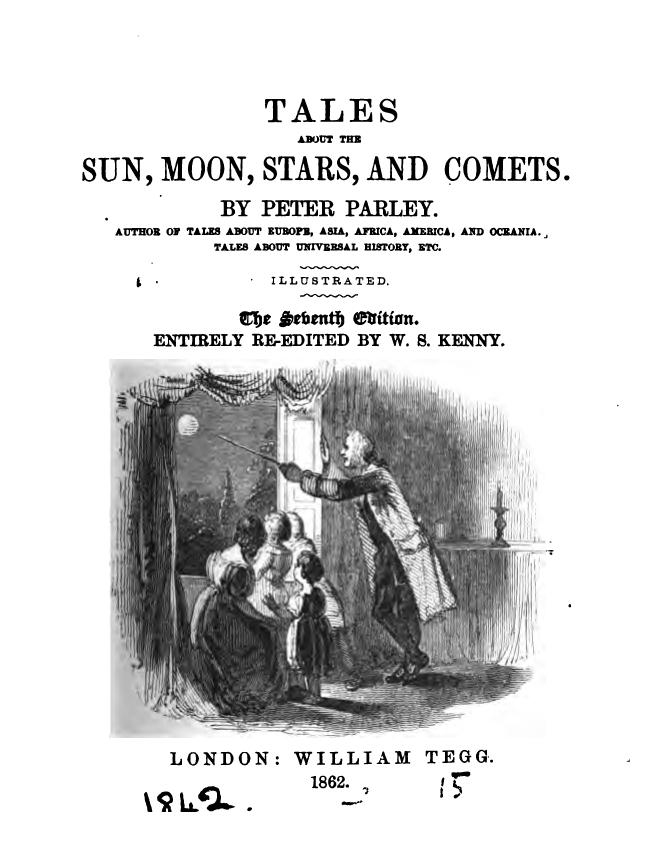 TALES
ABOUT THE
SUN, MOON, STARS, AND COMETS.
BY PETER PARLEY.
AUTHOR OF TALES ABOUT EUROPE, ASIA, AFRICA, AMERICA, AND OCEANIA.
TALES ABOUT UNIVERSAL HISTORY, ETC.
ILLUSTRATED.
The Seventh Edition.
ENTIRELY RE-EDITED BY W. S. KENNY.
LONDON: WILLIAM TEGG.
1862.
1842. 15